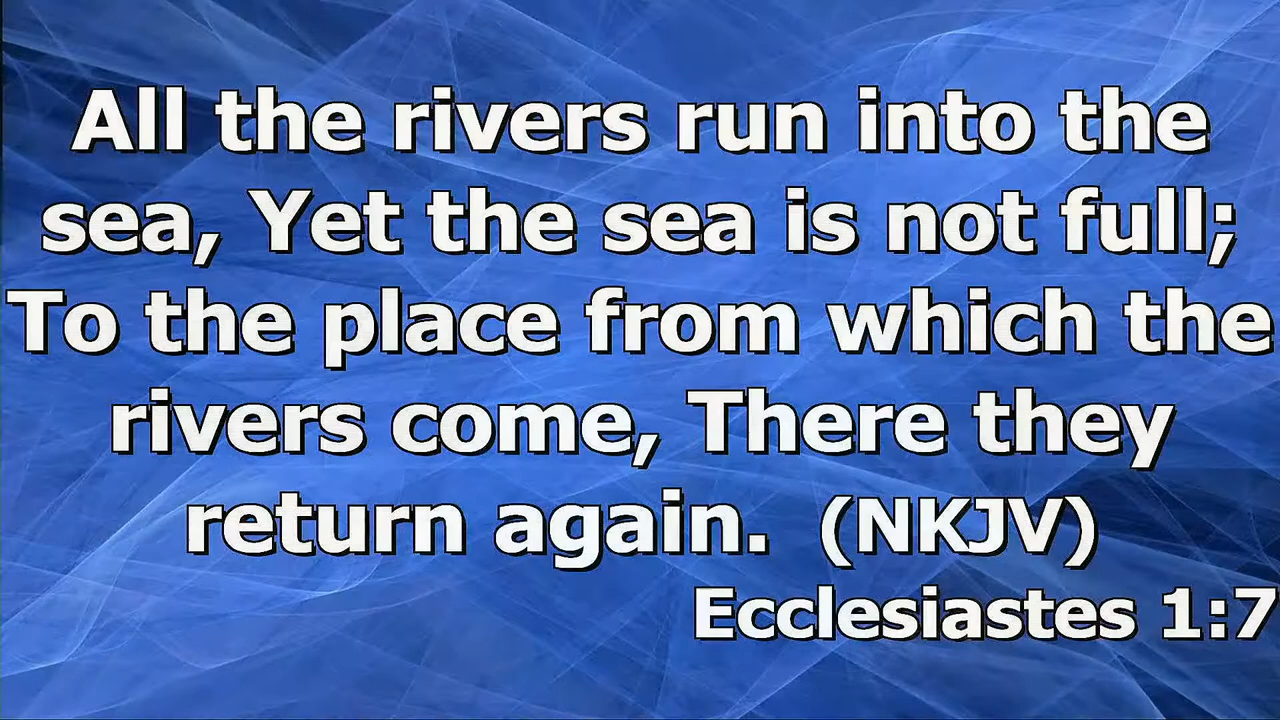 All the rivers run into the
sea, Yet the sea is not full;
To the place from which the
rivers come, There they
return again.  (NKJV)
Ecclesiastes 1:7